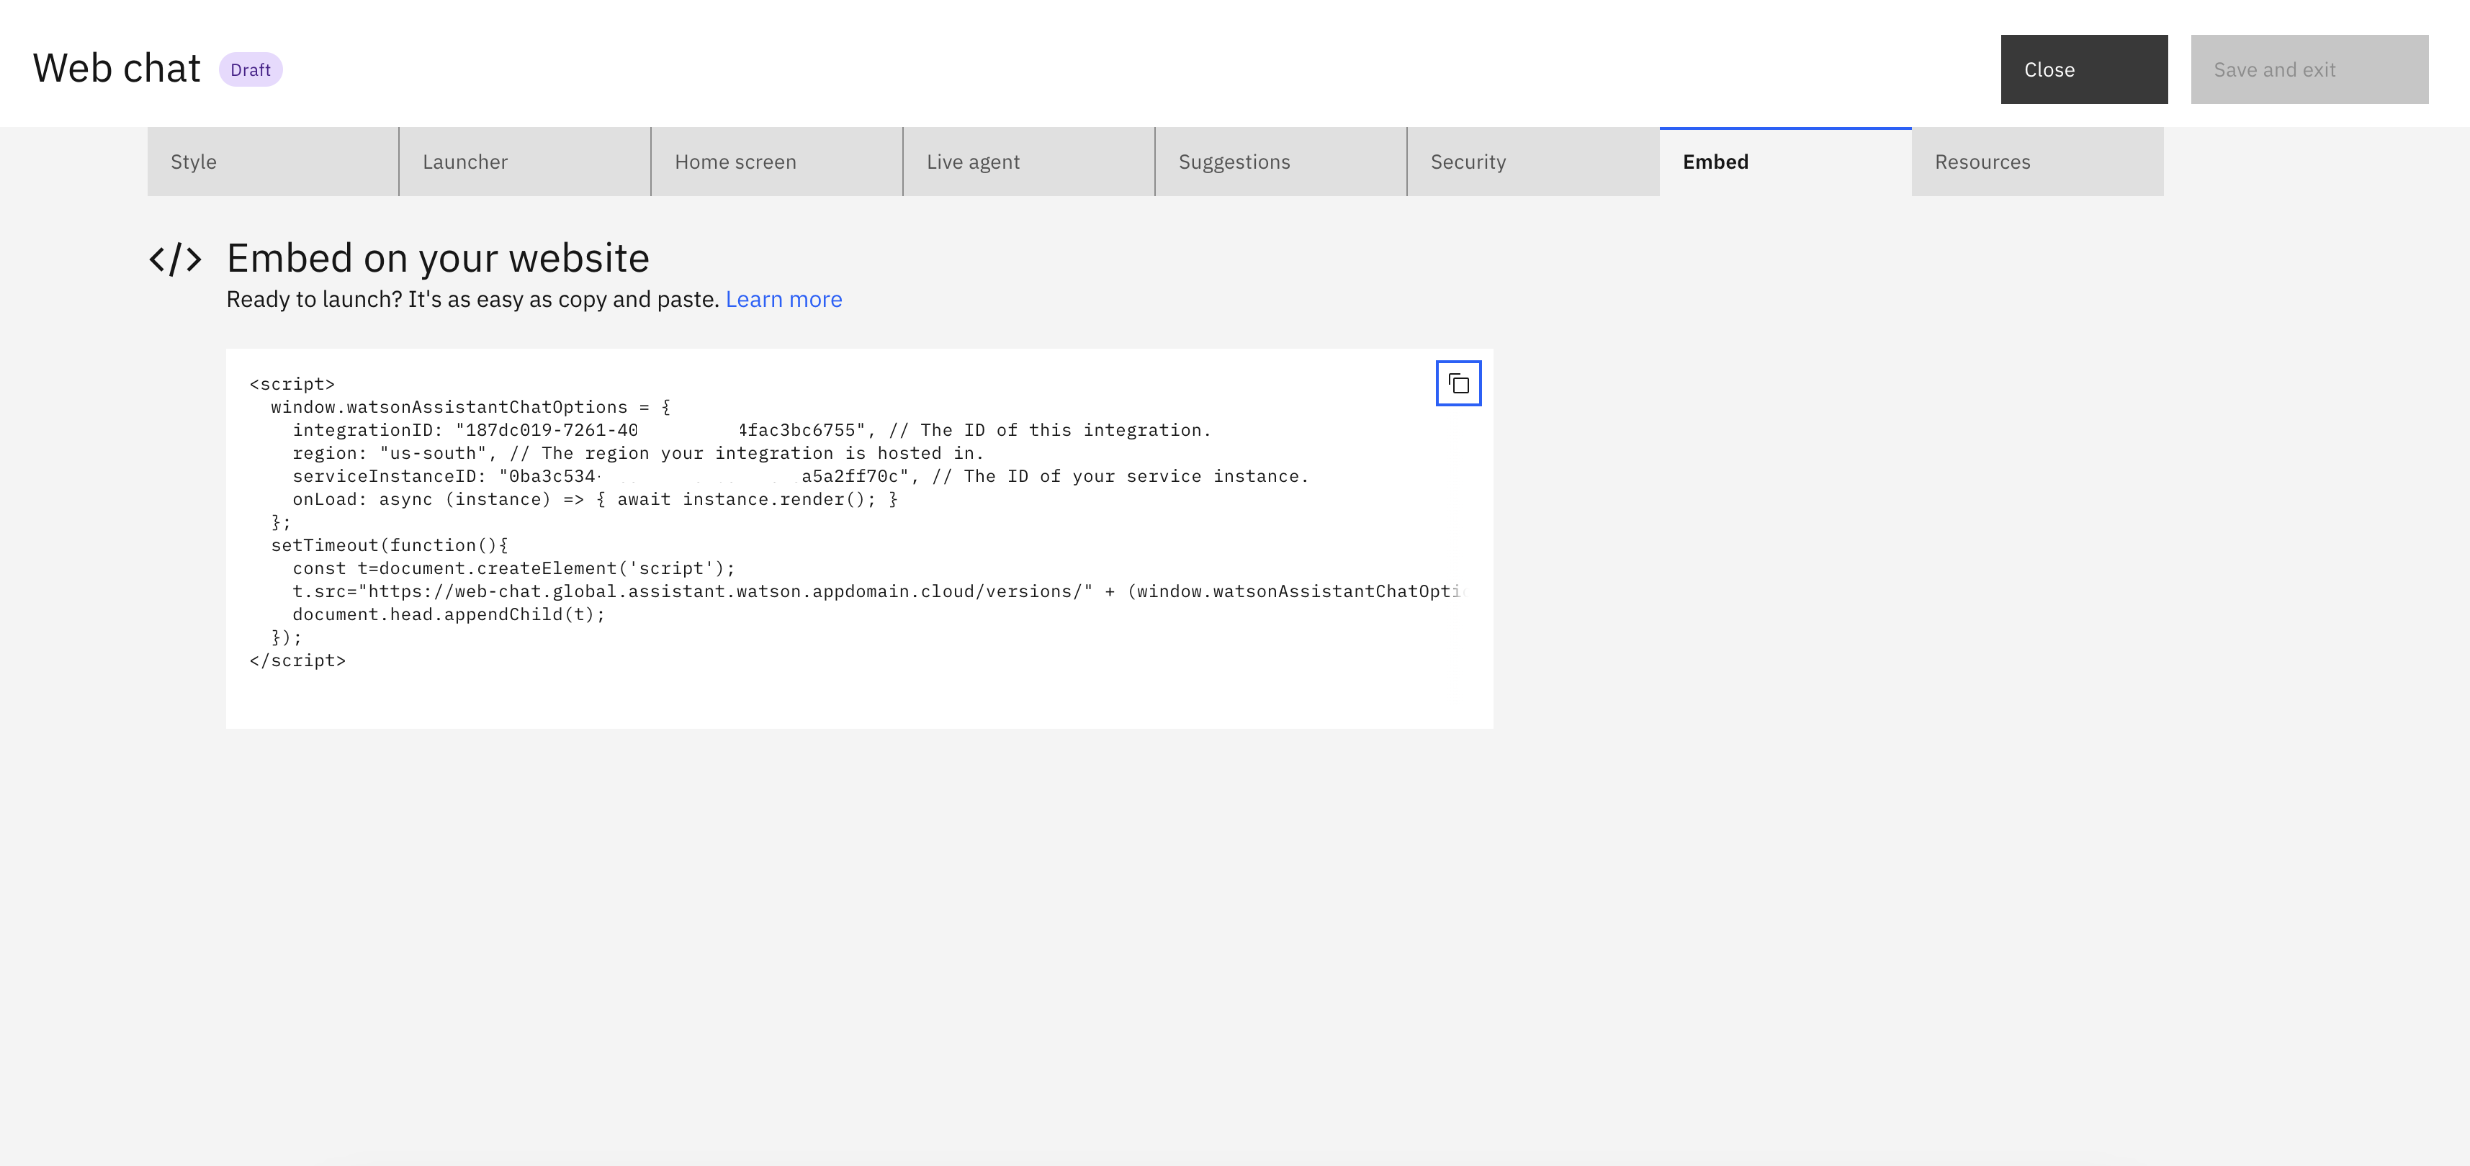 Web chat Draft Close Save and exit
Style Launcher Home screen Live agent Suggestions Security Embed Resources
</> Embed on your website
Ready to launch? It's as easy as copy and paste. Learn more
<script>
window.watsonAssistantChatOptions = {
integrationID: "187dc019-7261-40 4fac3bc6755", // The ID of this integration.
region: "us-south", // The region your integration is hosted in.
serviceInstanceID: "0ba3c534- a5a2ff70c", // The ID of your service instance.
onLoad: async (instance) => { await instance.render(); }
};
setTimeout(function(){
const t=document.createElement('script');
t.src="https://web-chat.global.assistant.watson.appdomain.cloud/versions/" + (window.watsonAssistantChatOpti
document.head.appendChild(t);
});
</script>